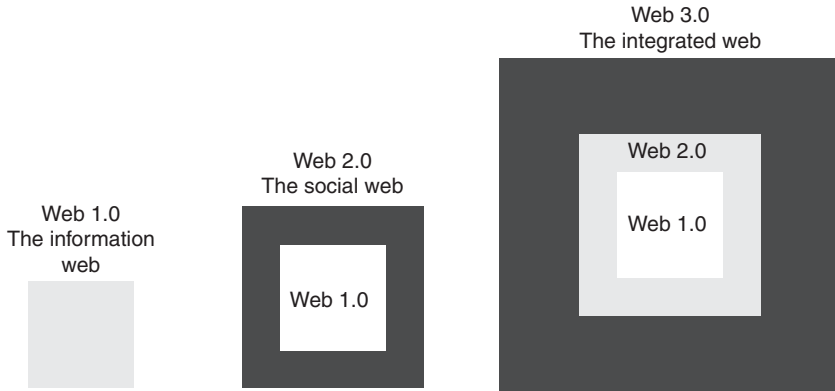 Web 1.0
The information
web
Web 2.0
The social web
Web 1.0
Web 3.0
The integrated web
Web 2.0
Web 1.0